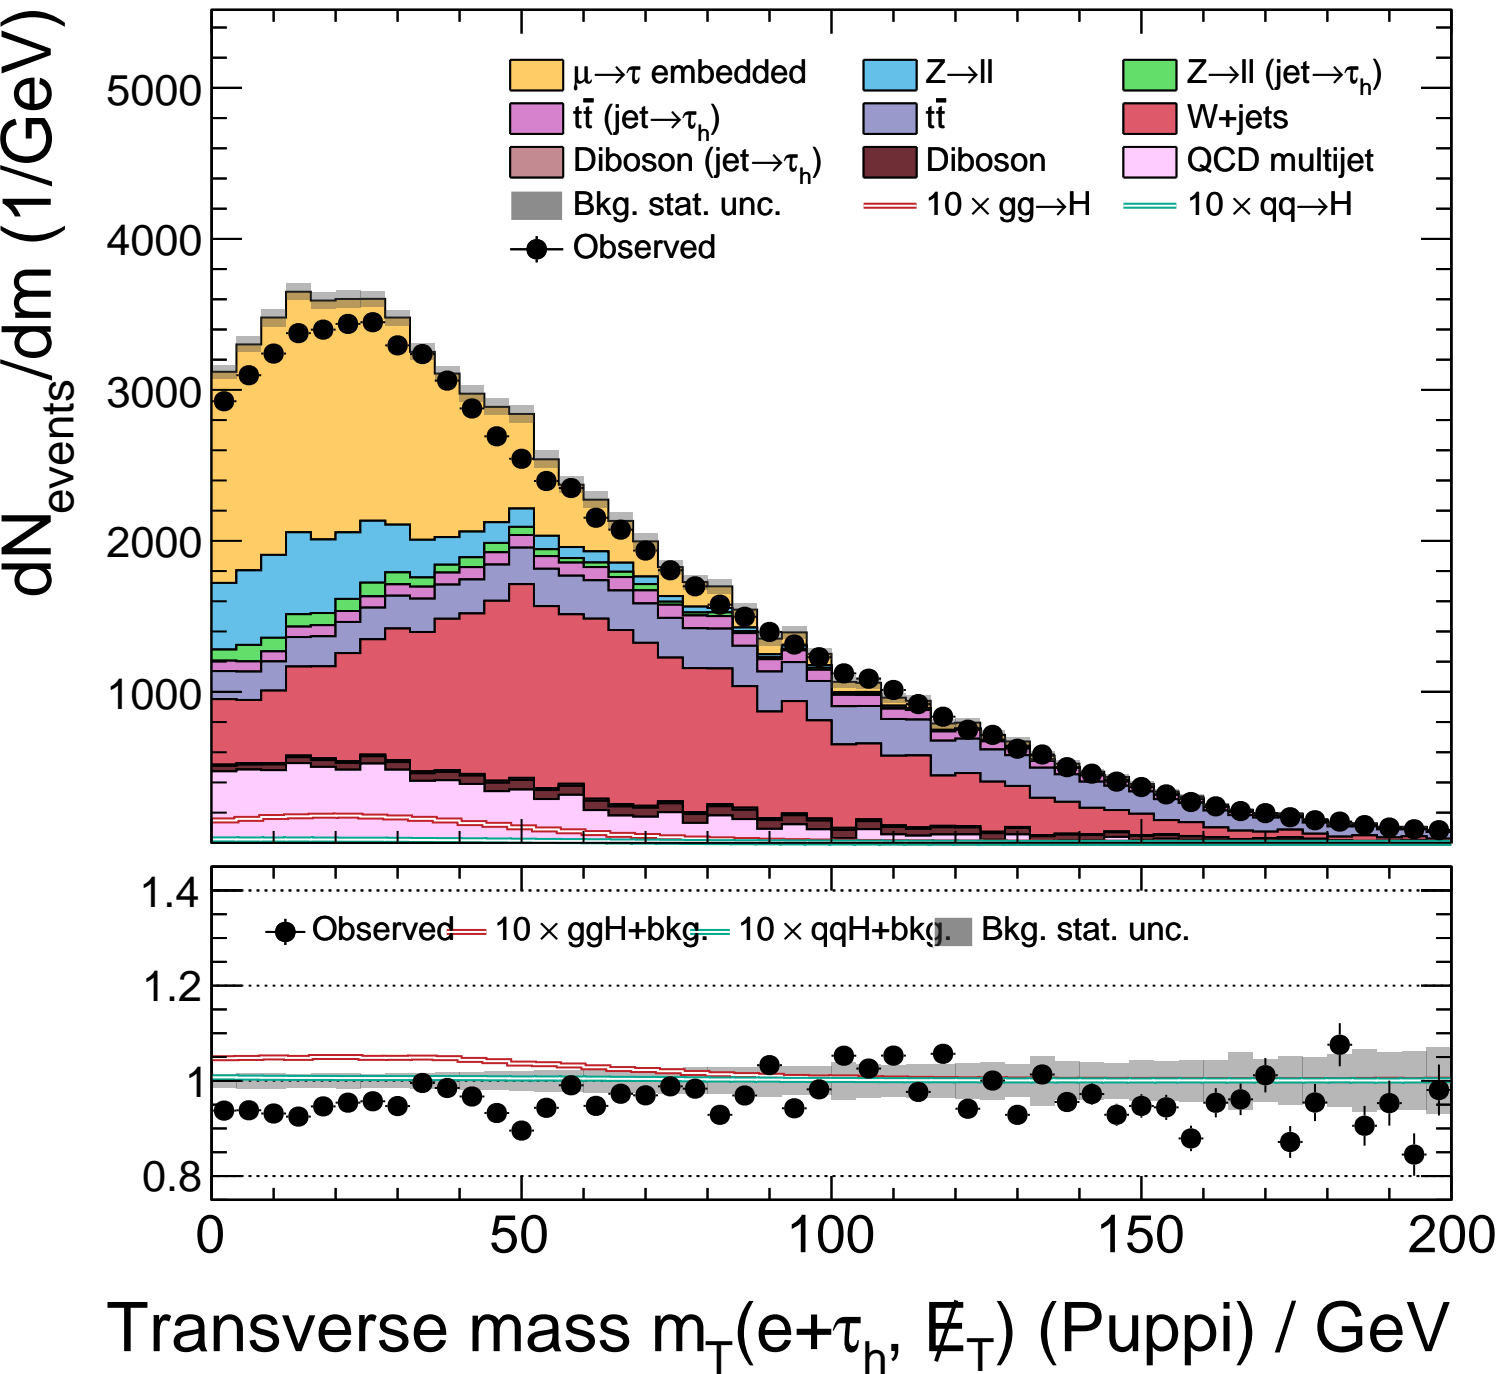 dN_events/dm (1/GeV)
5000
4000
3000
2000
1000
μ→τ embedded Z→ll Z→ll (jet→τ_h)
tt̄ (jet→τ_h) tt̄ W+jets
Diboson (jet→τ_h) Diboson QCD multijet
Bkg. stat. unc. 10 × gg→H 10 × qq→H
Observed
1.4
1.2
1
0.8
Observed 10 × ggH+bkg. 10 × qqH+bkg. Bkg. stat. unc.
0 50 100 150 200
Transverse mass m_T(e+τ_h, E̸_T) (Puppi) / GeV